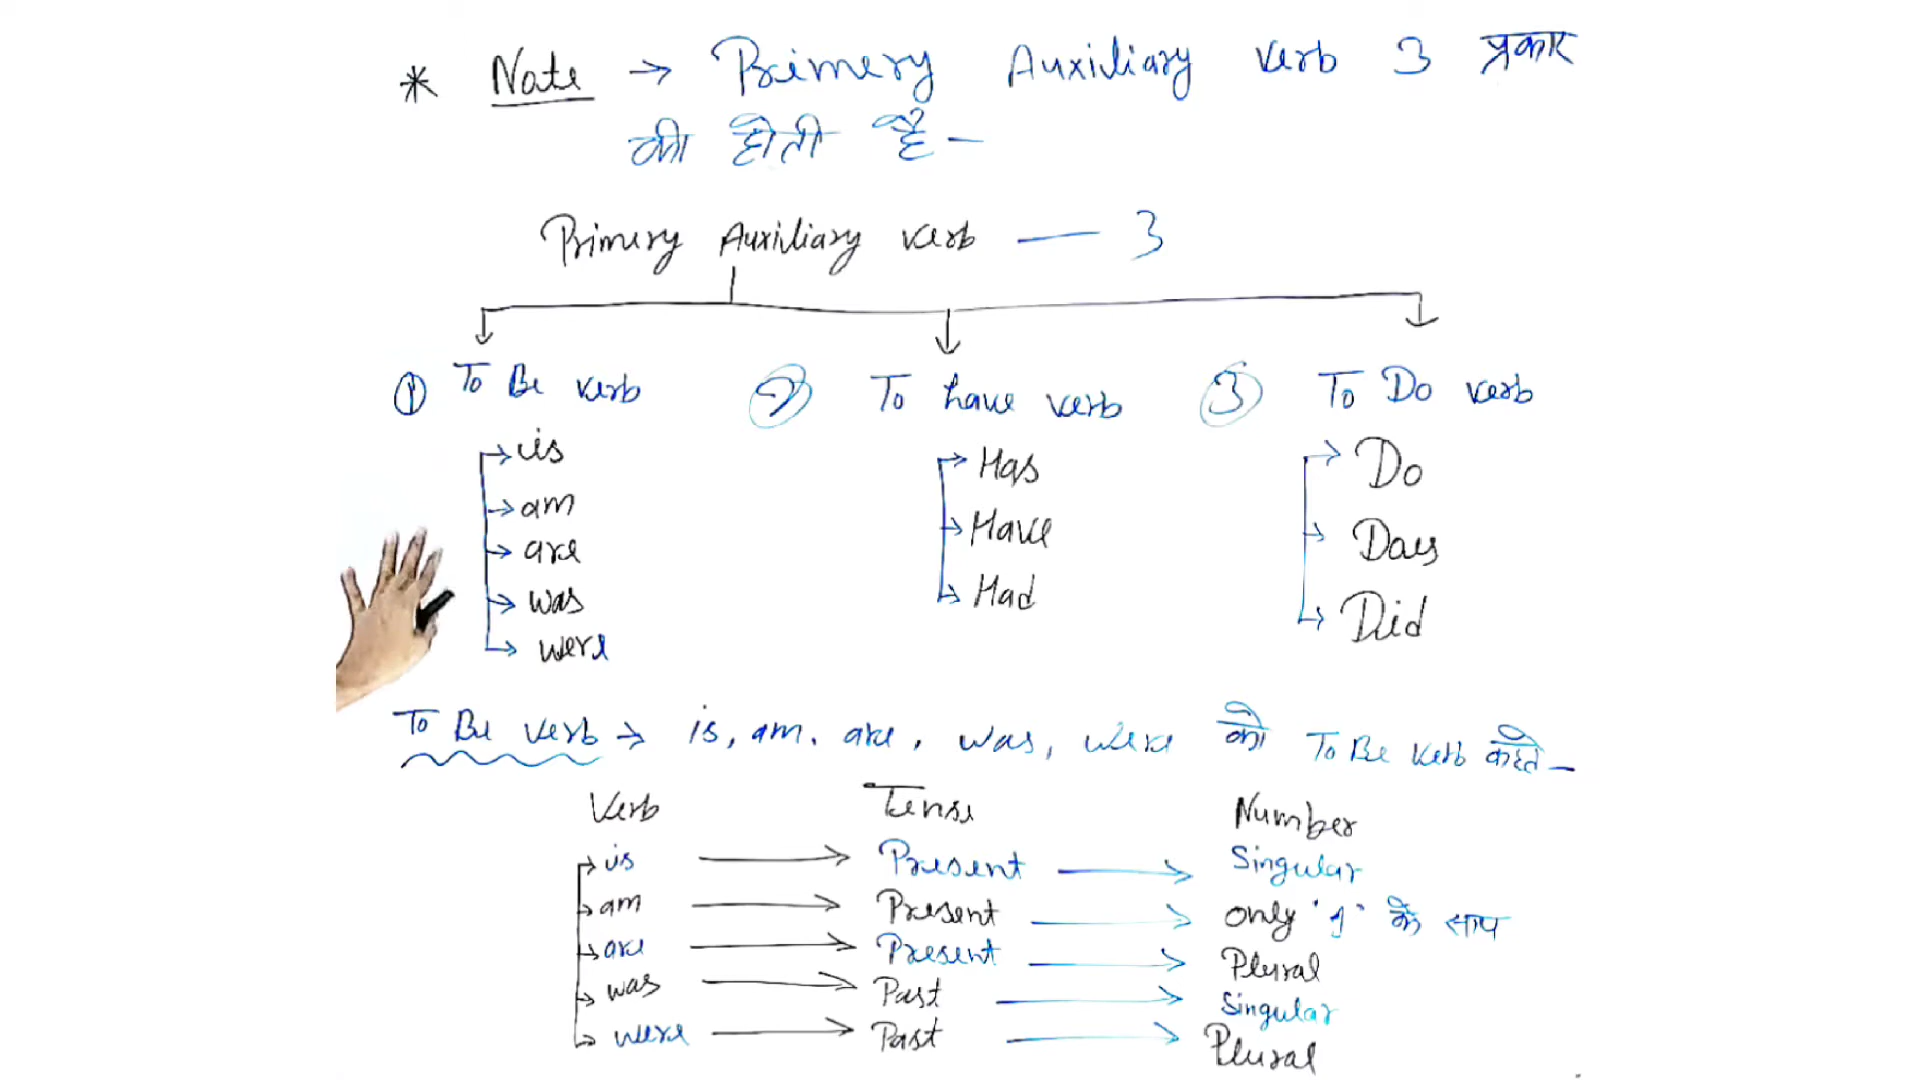 * Note → Primery Auxiliary verb 3 प्रकार
की होती है -
Primery Auxiliary verb — 3
① To Be verb ② To have verb ③ To Do verb
is Has Do
am Have Does
are Had Did
was
were
To Be verb → is, am, are, was, were को To Be verb कहते -
Verb Tense Number
is → Present → Singular
am → Present → only "I" के साथ
are → Present → Plural
was → Past → Singular
were → Past → Plural